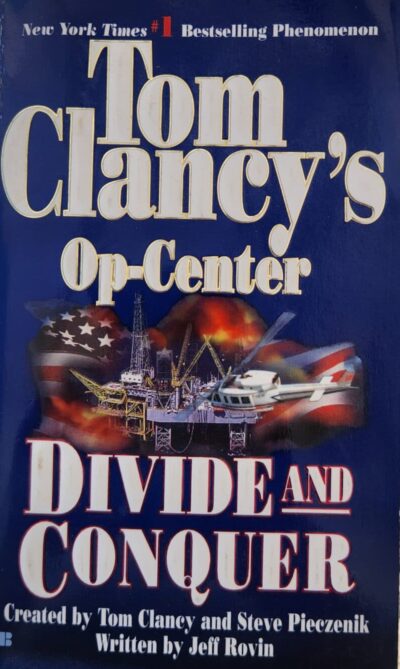 New York Times #1 Bestselling Phenomenon
Tom
Clancy's
Op-Center
DIVIDE AND
CONQUER
Created by Tom Clancy and Steve Pieczenik
Written by Jeff Rovin
B